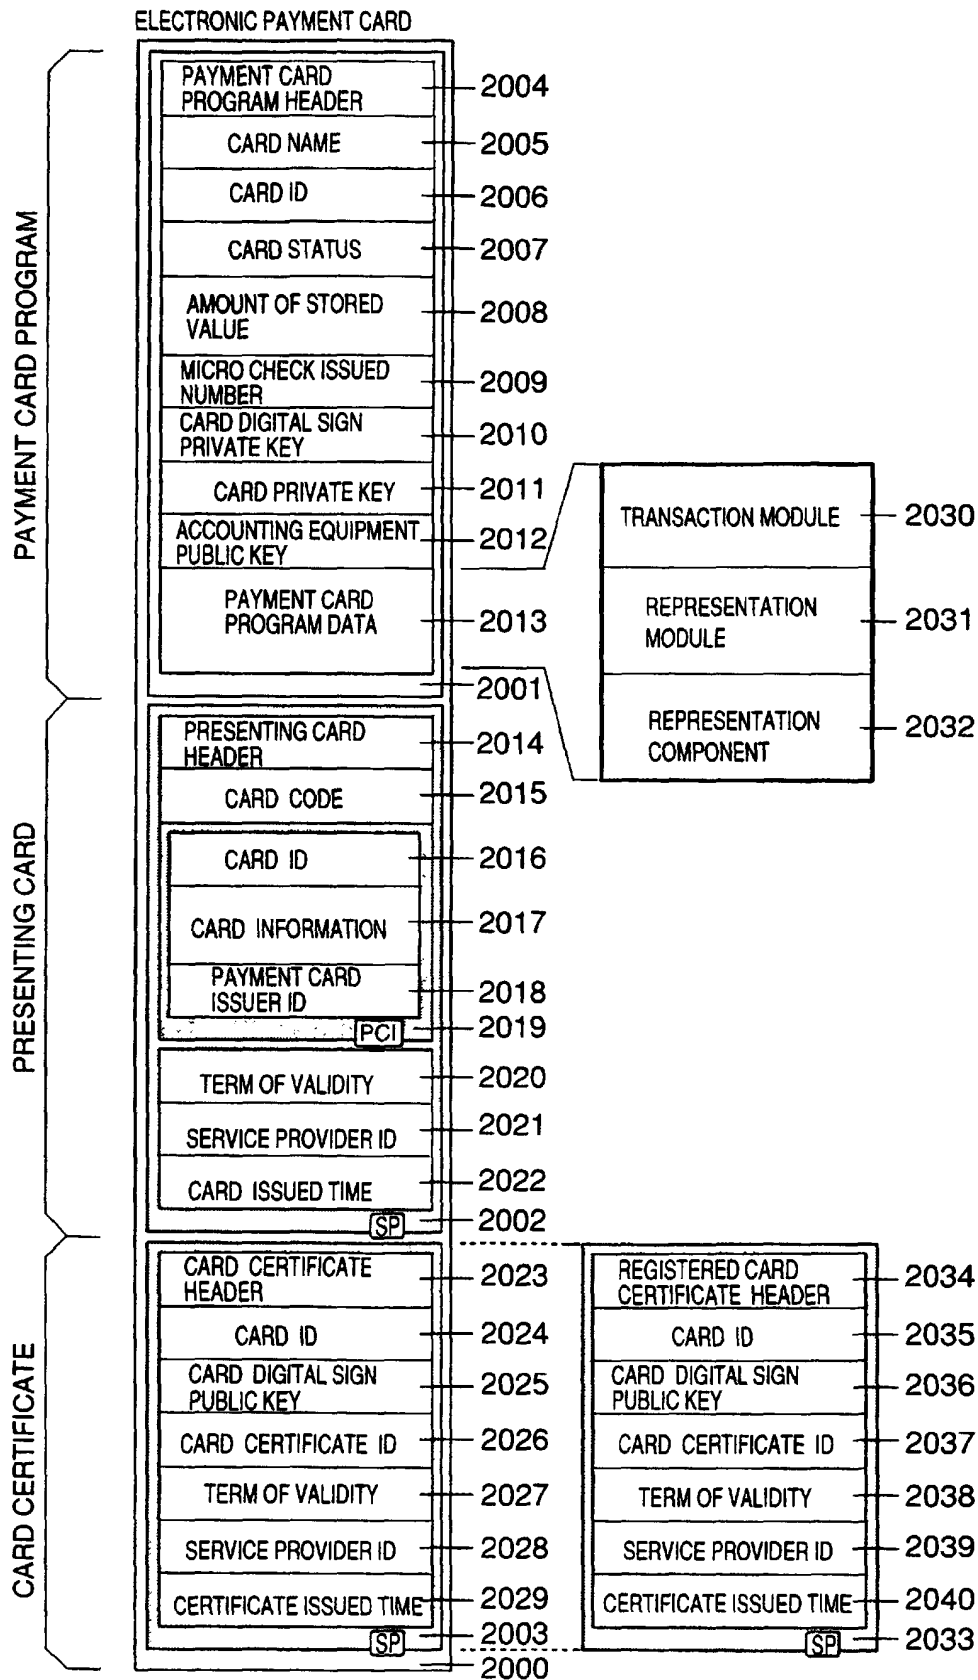 ELECTRONIC PAYMENT CARD
PAYMENT CARD PROGRAM
PAYMENT CARD
PROGRAM HEADER
2004
CARD NAME
2005
CARD ID
2006
CARD STATUS
2007
AMOUNT OF STORED
VALUE
2008
MICRO CHECK ISSUED
NUMBER
2009
CARD DIGITAL SIGN
PRIVATE KEY
2010
CARD PRIVATE KEY
2011
ACCOUNTING EQUIPMENT
PUBLIC KEY
2012
PAYMENT CARD
PROGRAM DATA
2013
2001
TRANSACTION MODULE
2030
REPRESENTATION
MODULE
2031
REPRESENTATION
COMPONENT
2032
PRESENTING CARD
PRESENTING CARD
HEADER
2014
CARD CODE
2015
CARD ID
2016
CARD INFORMATION
2017
PAYMENT CARD
ISSUER ID
2018
PCI
2019
TERM OF VALIDITY
2020
SERVICE PROVIDER ID
2021
CARD ISSUED TIME
2022
SP
2002
CARD CERTIFICATE
CARD CERTIFICATE
HEADER
2023
CARD ID
2024
CARD DIGITAL SIGN
PUBLIC KEY
2025
CARD CERTIFICATE ID
2026
TERM OF VALIDITY
2027
SERVICE PROVIDER ID
2028
CERTIFICATE ISSUED TIME
2029
SP
2003
2000
REGISTERED CARD
CERTIFICATE HEADER
2034
CARD ID
2035
CARD DIGITAL SIGN
PUBLIC KEY
2036
CARD CERTIFICATE ID
2037
TERM OF VALIDITY
2038
SERVICE PROVIDER ID
2039
CERTIFICATE ISSUED TIME
2040
SP
2033